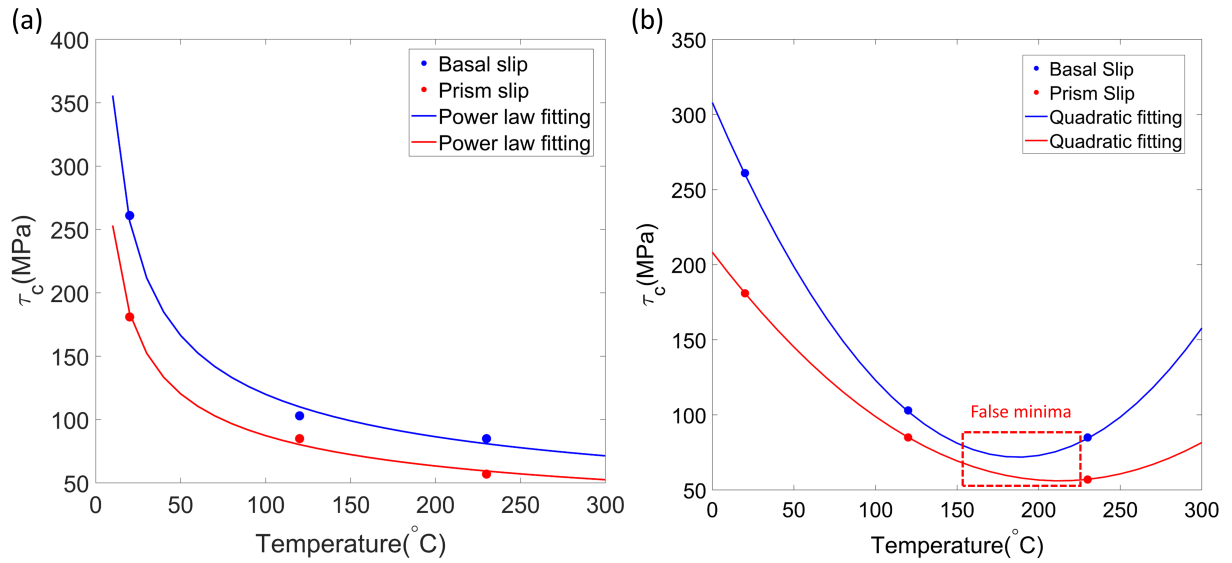 (a)
400
350
300
250
200
150
100
50
τc(MPa)
0
50
100
150
200
250
300
Temperature(°C)
Basal slip
Prism slip
Power law fitting
Power law fitting
(b)
350
300
250
200
150
100
50
τc(MPa)
0
50
100
150
200
250
300
Temperature(°C)
Basal Slip
Prism Slip
Quadratic fitting
Quadratic fitting
False minima